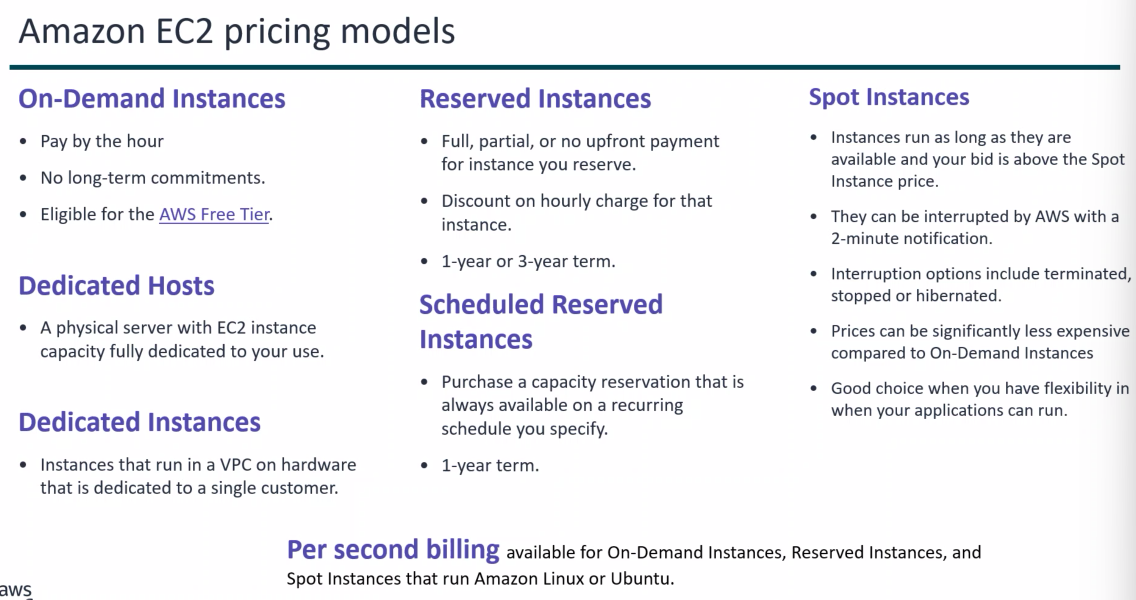 Amazon EC2 pricing models
On-Demand Instances
• Pay by the hour
• No long-term commitments.
• Eligible for the AWS Free Tier.
Dedicated Hosts
• A physical server with EC2 instance
capacity fully dedicated to your use.
Dedicated Instances
• Instances that run in a VPC on hardware
that is dedicated to a single customer.
Reserved Instances
• Full, partial, or no upfront payment
for instance you reserve.
• Discount on hourly charge for that
instance.
• 1-year or 3-year term.
Scheduled Reserved
Instances
• Purchase a capacity reservation that is
always available on a recurring
schedule you specify.
• 1-year term.
Spot Instances
• Instances run as long as they are
available and your bid is above the Spot
Instance price.
• They can be interrupted by AWS with a
2-minute notification.
• Interruption options include terminated,
stopped or hibernated.
• Prices can be significantly less expensive
compared to On-Demand Instances
• Good choice when you have flexibility in
when your applications can run.
Per second billing available for On-Demand Instances, Reserved Instances, and
Spot Instances that run Amazon Linux or Ubuntu.
aws